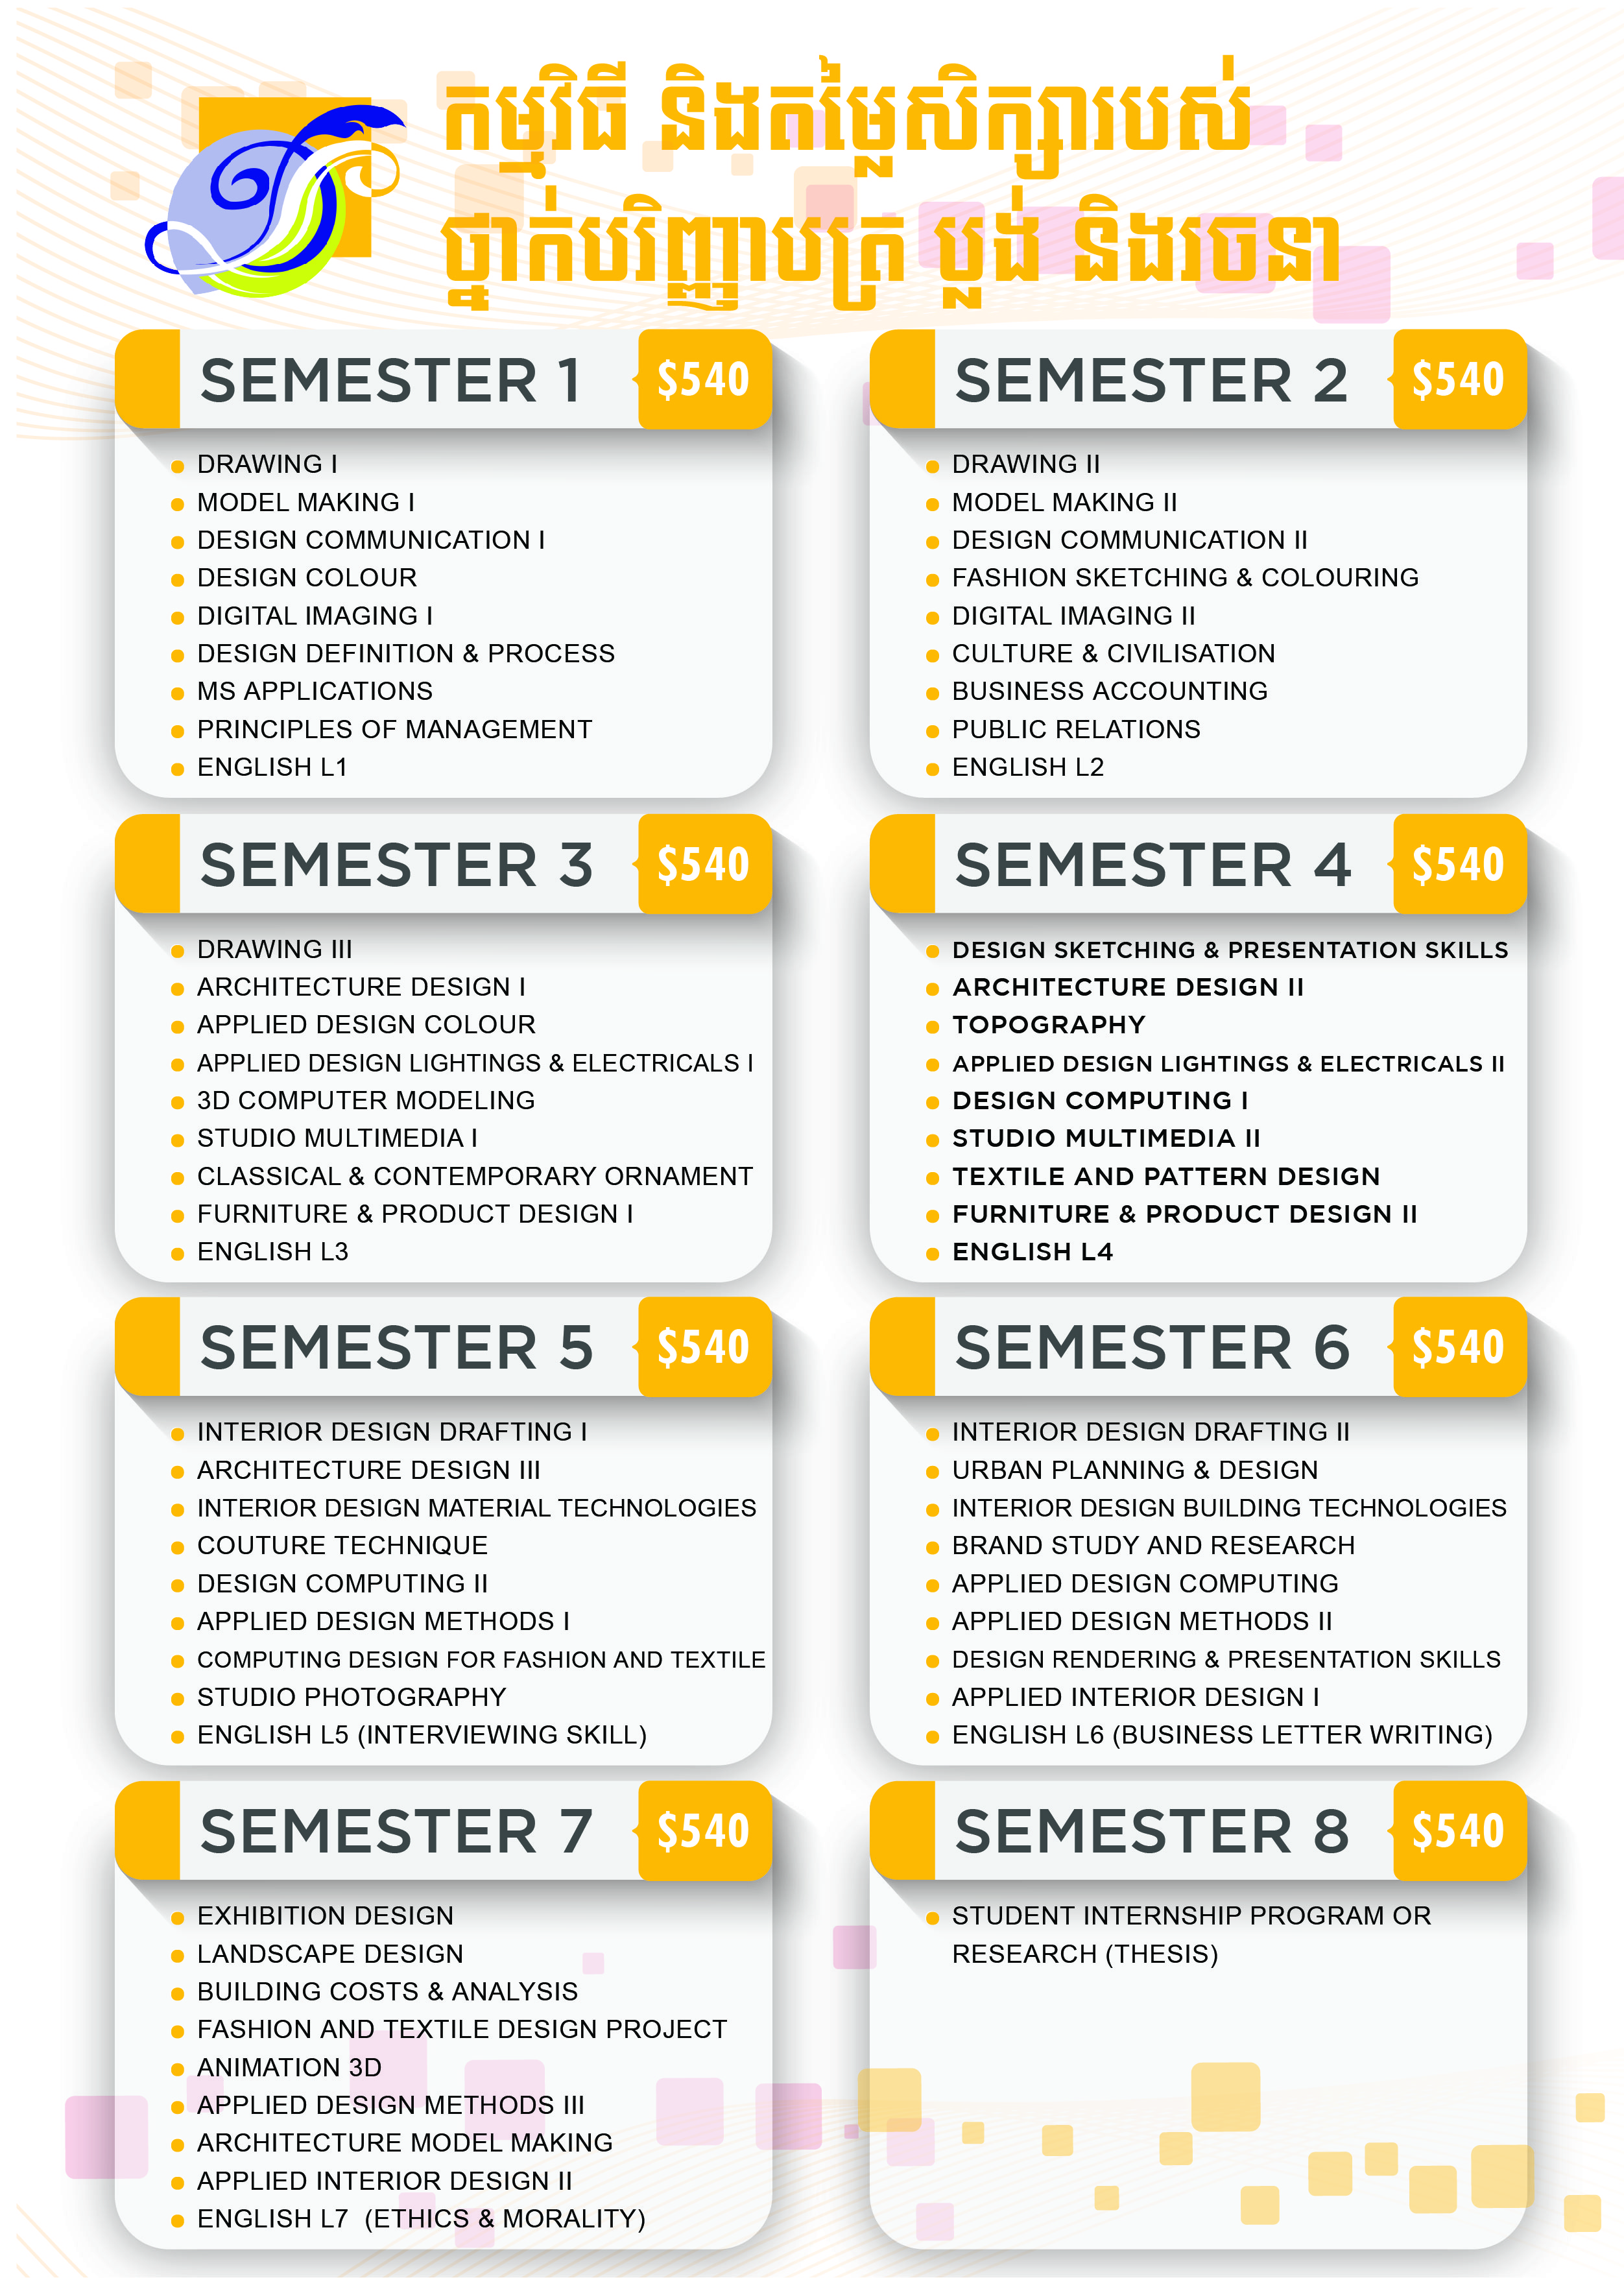 កម្មវិធី និងតម្លៃសិក្សារបស់
ថ្នាក់បរិញ្ញាបត្រ ប្លង់ និងរចនា
SEMESTER 1
$540
DRAWING I
MODEL MAKING I
DESIGN COMMUNICATION I
DESIGN COLOUR
DIGITAL IMAGING I
DESIGN DEFINITION & PROCESS
MS APPLICATIONS
PRINCIPLES OF MANAGEMENT
ENGLISH L1
SEMESTER 2
$540
DRAWING II
MODEL MAKING II
DESIGN COMMUNICATION II
FASHION SKETCHING & COLOURING
DIGITAL IMAGING II
CULTURE & CIVILISATION
BUSINESS ACCOUNTING
PUBLIC RELATIONS
ENGLISH L2
SEMESTER 3
$540
DRAWING III
ARCHITECTURE DESIGN I
APPLIED DESIGN COLOUR
APPLIED DESIGN LIGHTINGS & ELECTRICALS I
3D COMPUTER MODELING
STUDIO MULTIMEDIA I
CLASSICAL & CONTEMPORARY ORNAMENT
FURNITURE & PRODUCT DESIGN I
ENGLISH L3
SEMESTER 4
$540
DESIGN SKETCHING & PRESENTATION SKILLS
ARCHITECTURE DESIGN II
TOPOGRAPHY
APPLIED DESIGN LIGHTINGS & ELECTRICALS II
DESIGN COMPUTING I
STUDIO MULTIMEDIA II
TEXTILE AND PATTERN DESIGN
FURNITURE & PRODUCT DESIGN II
ENGLISH L4
SEMESTER 5
$540
INTERIOR DESIGN DRAFTING I
ARCHITECTURE DESIGN III
INTERIOR DESIGN MATERIAL TECHNOLOGIES
COUTURE TECHNIQUE
DESIGN COMPUTING II
APPLIED DESIGN METHODS I
COMPUTING DESIGN FOR FASHION AND TEXTILE
STUDIO PHOTOGRAPHY
ENGLISH L5 (INTERVIEWING SKILL)
SEMESTER 6
$540
INTERIOR DESIGN DRAFTING II
URBAN PLANNING & DESIGN
INTERIOR DESIGN BUILDING TECHNOLOGIES
BRAND STUDY AND RESEARCH
APPLIED DESIGN COMPUTING
APPLIED DESIGN METHODS II
DESIGN RENDERING & PRESENTATION SKILLS
APPLIED INTERIOR DESIGN I
ENGLISH L6 (BUSINESS LETTER WRITING)
SEMESTER 7
$540
EXHIBITION DESIGN
LANDSCAPE DESIGN
BUILDING COSTS & ANALYSIS
FASHION AND TEXTILE DESIGN PROJECT
ANIMATION 3D
APPLIED DESIGN METHODS III
ARCHITECTURE MODEL MAKING
APPLIED INTERIOR DESIGN II
ENGLISH L7 (ETHICS & MORALITY)
SEMESTER 8
$540
STUDENT INTERNSHIP PROGRAM OR
RESEARCH (THESIS)